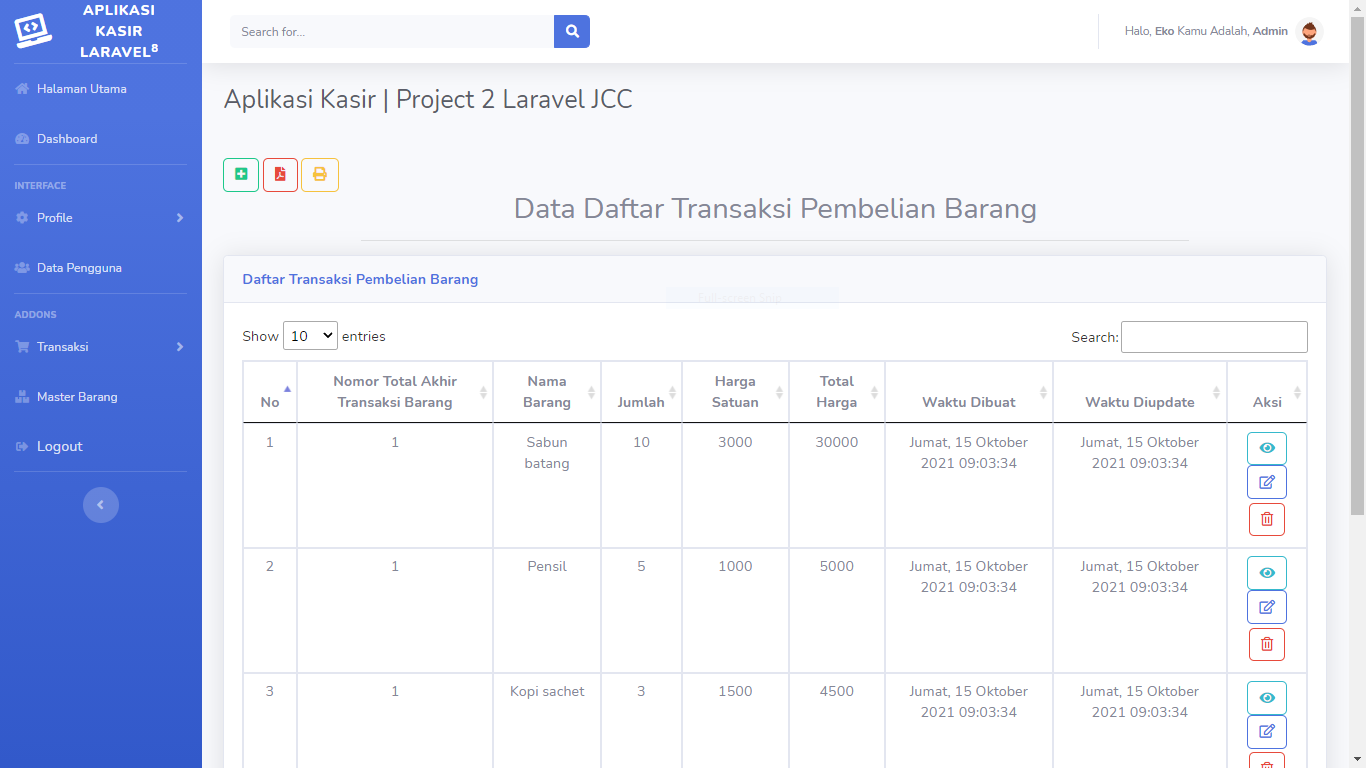 APLIKASI
KASIR
LARAVEL8
Halaman Utama
Dashboard
INTERFACE
Profile
Data Pengguna
ADDONS
Transaksi
Master Barang
Logout
Search for...
Halo, Eko Kamu Adalah, Admin
Aplikasi Kasir | Project 2 Laravel JCC
Data Daftar Transaksi Pembelian Barang
Daftar Transaksi Pembelian Barang
Full-screen Snip
Show 10 entries
Search:
No Nomor Total Akhir Transaksi Barang Nama Barang Jumlah Harga Satuan Total Harga Waktu Dibuat Waktu Diupdate Aksi
1 1 Sabun batang 10 3000 30000 Jumat, 15 Oktober 2021 09:03:34 Jumat, 15 Oktober 2021 09:03:34
2 1 Pensil 5 1000 5000 Jumat, 15 Oktober 2021 09:03:34 Jumat, 15 Oktober 2021 09:03:34
3 1 Kopi sachet 3 1500 4500 Jumat, 15 Oktober 2021 09:03:34 Jumat, 15 Oktober 2021 09:03:34